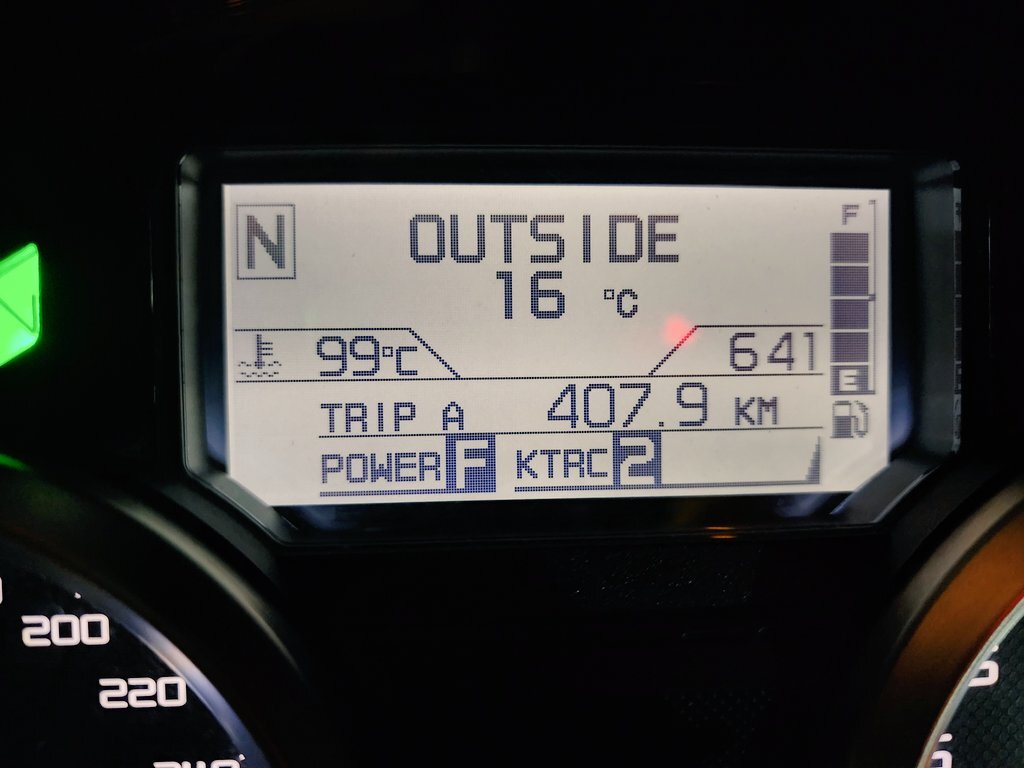 N
OUTSIDE
16 °C
F
99°C
641
E
TRIP A 407.9 KM
POWER F KTRC 2
200
220